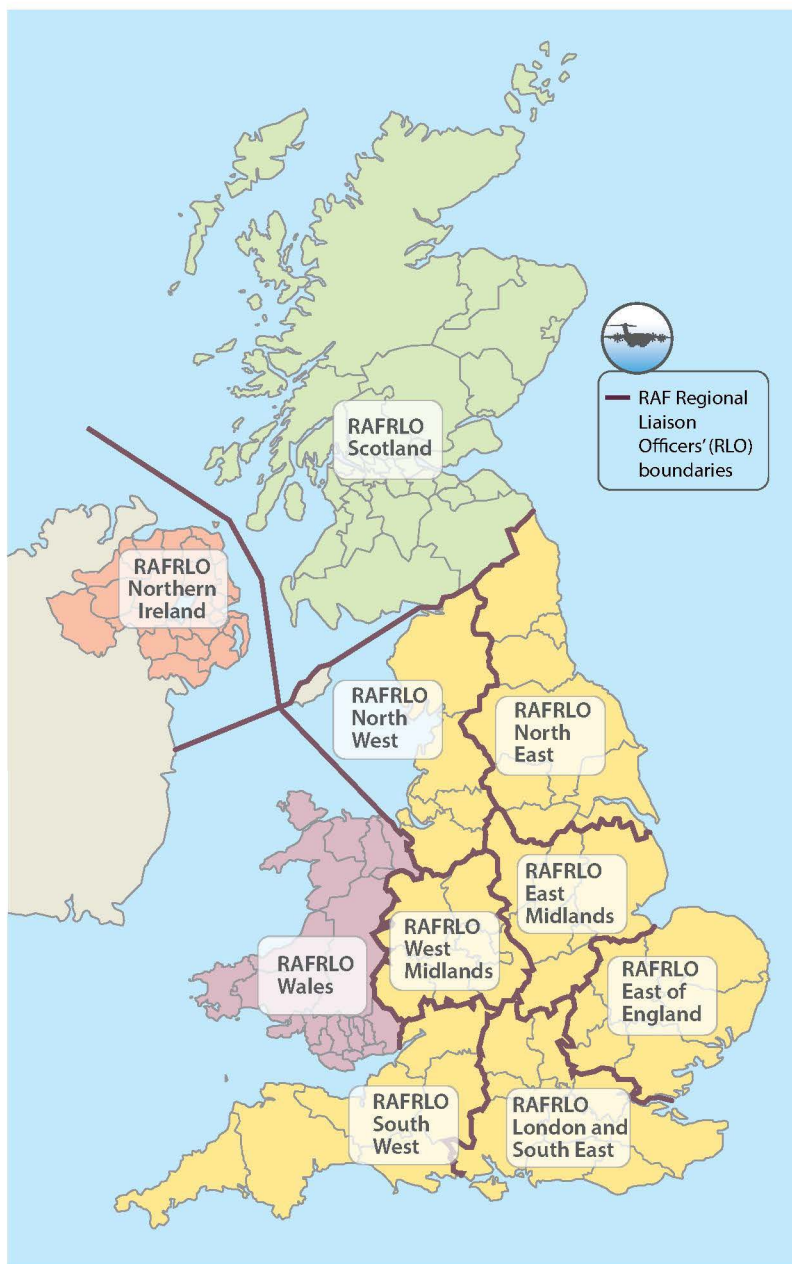 RAF Regional
Liaison
Officers’ (RLO)
boundaries
RAFRLO
Scotland
RAFRLO
Northern
Ireland
RAFRLO
North
West
RAFRLO
North
East
RAFRLO
East
Midlands
RAFRLO
West
Midlands
RAFRLO
Wales
RAFRLO
East of
England
RAFRLO
South
West
RAFRLO
London and
South East